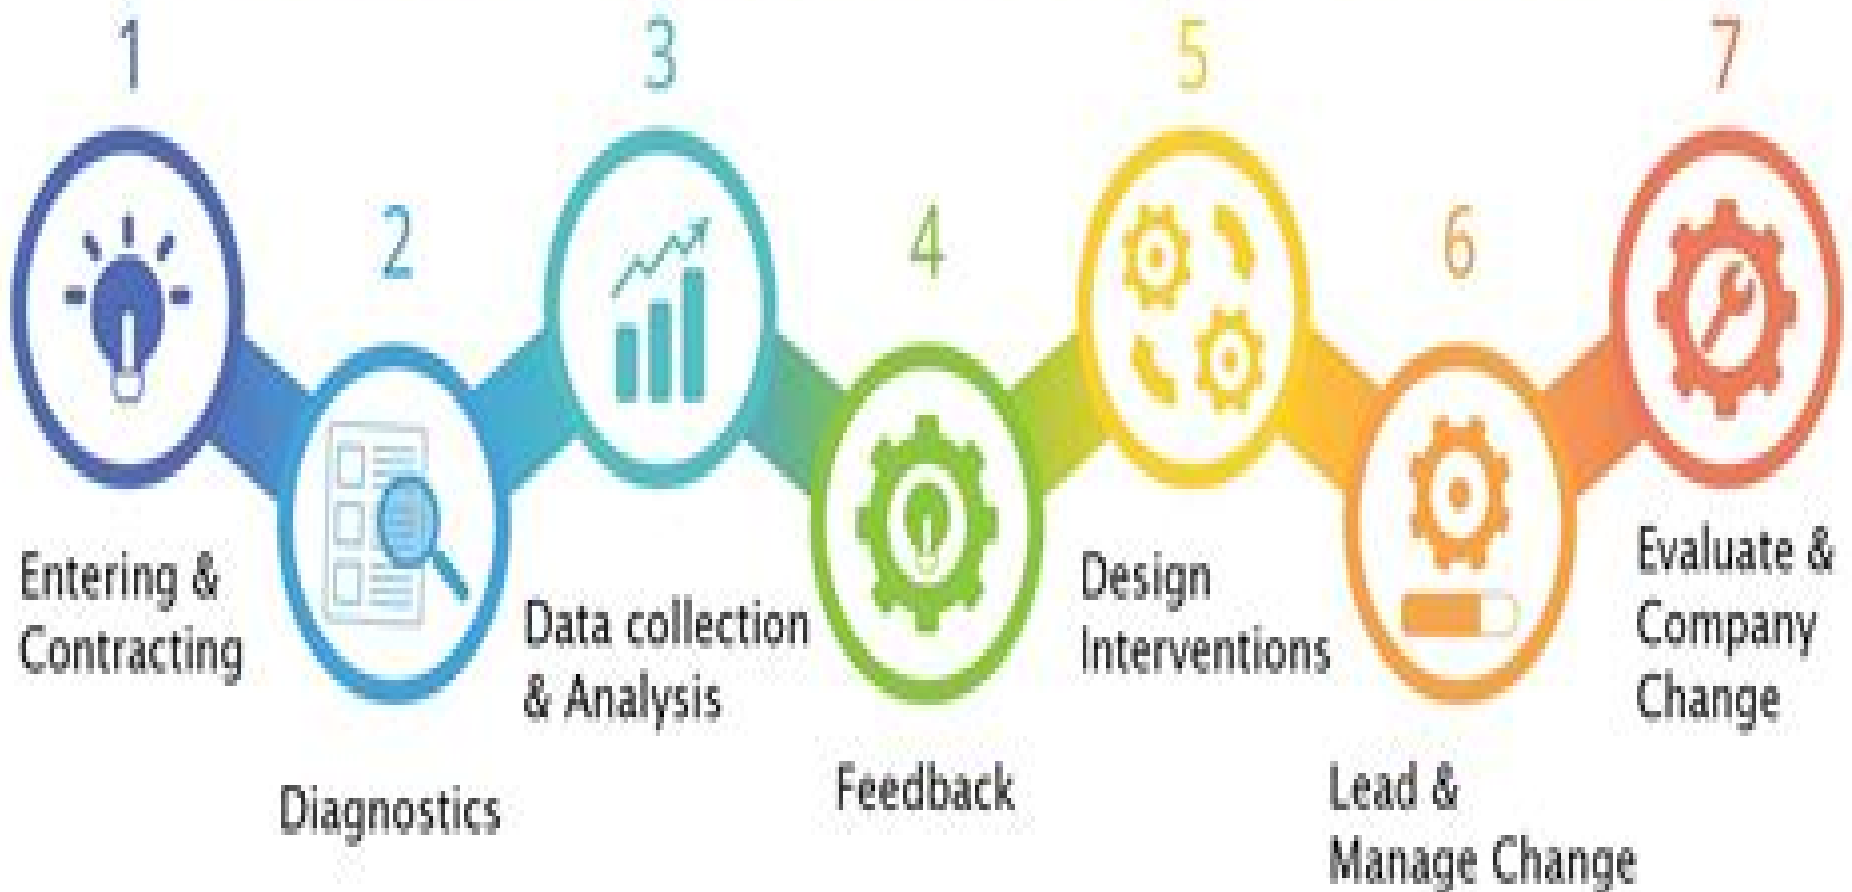 1
Entering &
Contracting
2
Diagnostics
3
Data collection
& Analysis
4
Feedback
5
Design
Interventions
6
Lead &
Manage Change
7
Evaluate &
Company
Change